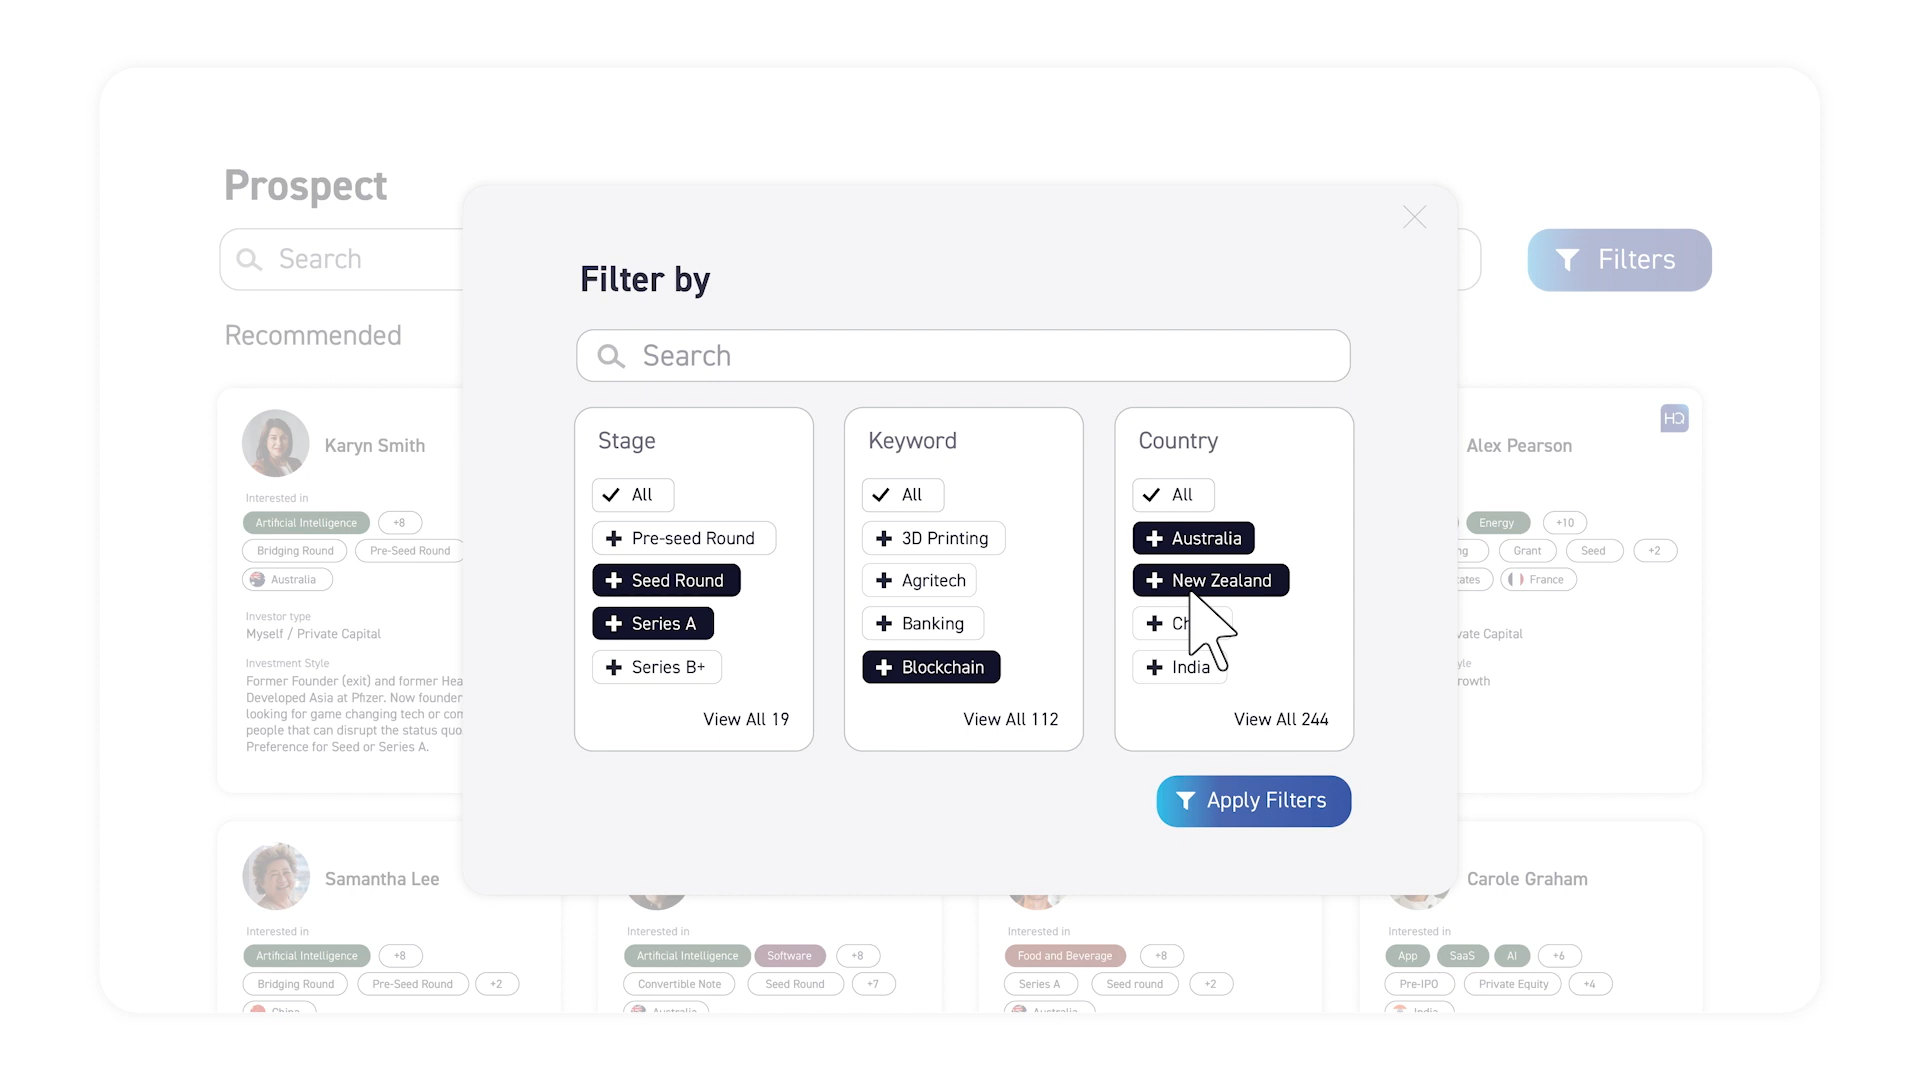 Prospect
Search
Filters
Recommended
Filter by
Search
Stage
All
Pre-seed Round
Seed Round
Series A
Series B+
View All 19
Keyword
All
3D Printing
Agritech
Banking
Blockchain
View All 112
Country
All
Australia
New Zealand
India
View All 244
Apply Filters
Karyn Smith
Interested in
Artificial Intelligence +8
Bridging Round Pre-Seed Round
Australia
Investor type
Myself / Private Capital
Investment Style
Former Founder (exit) and former
Developed Asia at Pfizer. Now founder
looking for game changing tech or
people that can disrupt the status quo
Preference for Seed or Series A.
HQ
Alex Pearson
Energy +10
Grant Seed +2
France
Capital
Samantha Lee
Interested in
Artificial Intelligence +8
Bridging Round Pre-Seed Round +2
China
Interested in
Artificial Intelligence Software +8
Convertible Note Seed Round +7
Australia
Interested in
Food and Beverage +8
Series A Seed round +2
Australia
Carole Graham
Interested in
App SaaS AI +6
Pre-IPO Private Equity +4
India